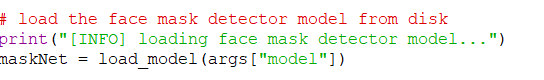 # load the face mask detector model from disk
print("[INFO] loading face mask detector model...")
maskNet = load_model(args["model"])